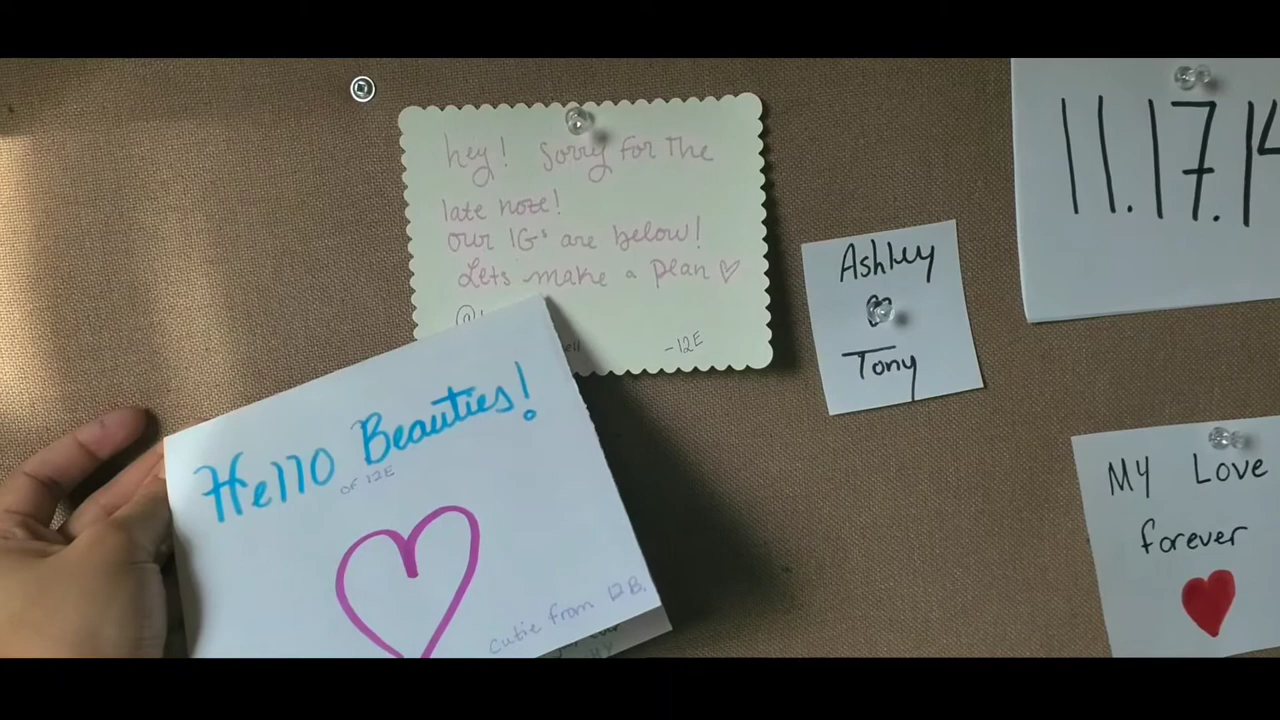 hey! Sorry for The
late note!
our IG's are below!
Lets make a plan
-12E
Ashley
Tony
11.17.14
My Love
forever
Hello Beauties!
of 12E
cutie from 12B.